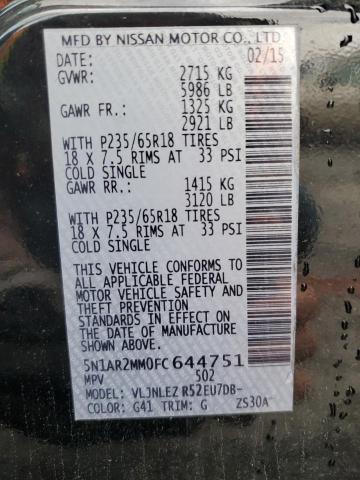 MFD BY NISSAN MOTOR CO., LTD
DATE: 02/15
GVWR: 2715 KG
5986 LB
GAWR FR.: 1325 KG
2921 LB
WITH P235/65R18 TIRES
18 X 7.5 RIMS AT 33 PSI
COLD SINGLE
GAWR RR.: 1415 KG
3120 LB
WITH P235/65R18 TIRES
18 X 7.5 RIMS AT 33 PSI
COLD SINGLE
THIS VEHICLE CONFORMS TO
ALL APPLICABLE FEDERAL
MOTOR VEHICLE SAFETY AND
THEFT PREVENTION
STANDARDS IN EFFECT ON
THE DATE OF MANUFACTURE
SHOWN ABOVE.
5N1AR2MM0FC644751
MPV 502
MODEL: VLJNLEZ R52EU7DB-
COLOR: G41 TRIM: G ZS30A